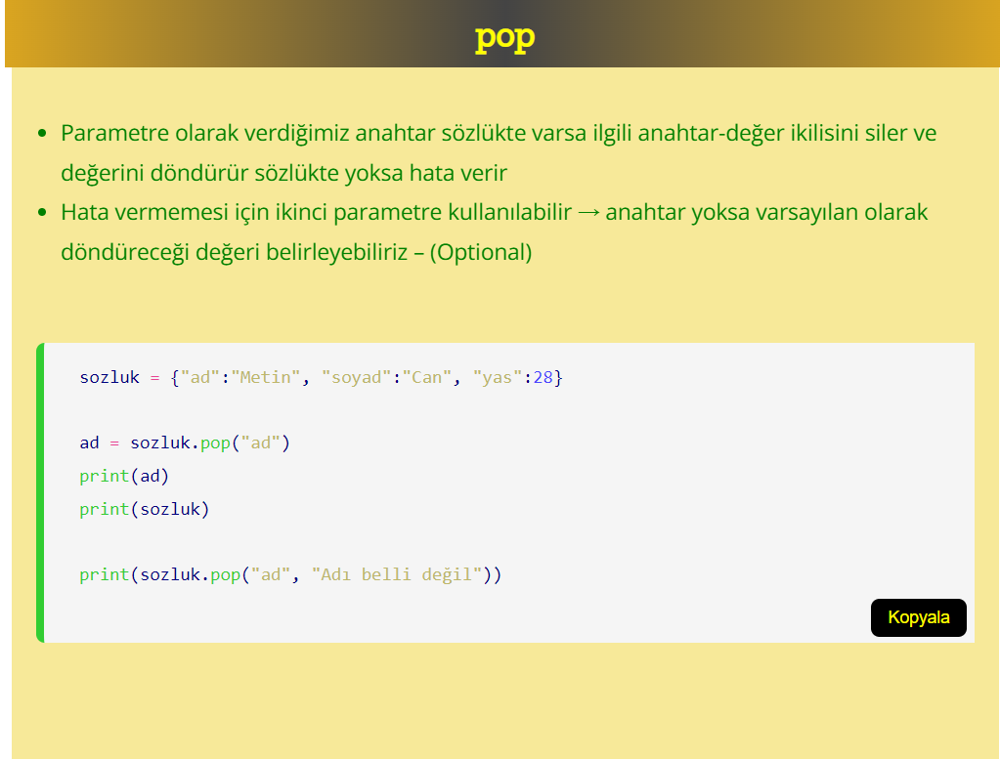 pop
• Parametre olarak verdiğimiz anahtar sözlükte varsa ilgili anahtar-değer ikilisini siler ve
değerini döndürür sözlükte yoksa hata verir
• Hata vermemesi için ikinci parametre kullanılabilir → anahtar yoksa varsayılan olarak
döndüreceği değeri belirleyebiliriz – (Optional)
sozluk = {"ad":"Metin", "soyad":"Can", "yas":28}
ad = sozluk.pop("ad")
print(ad)
print(sozluk)
print(sozluk.pop("ad", "Adı belli değil"))
Kopyala